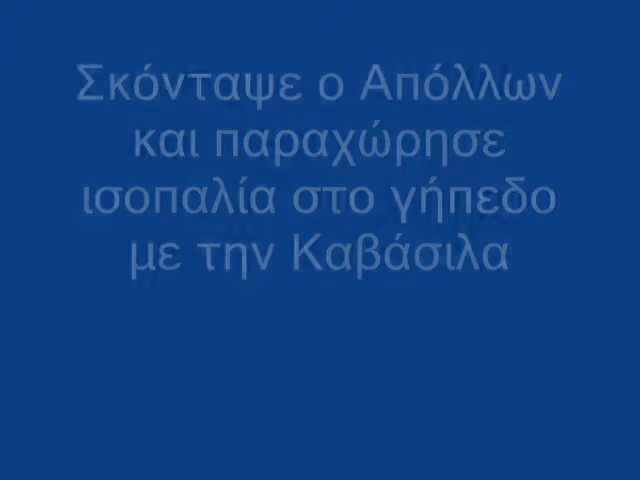 Σκόνταψε ο Απόλλων
και παραχώρησε
ισοπαλία στο γήπεδο
με την Καβάσιλα